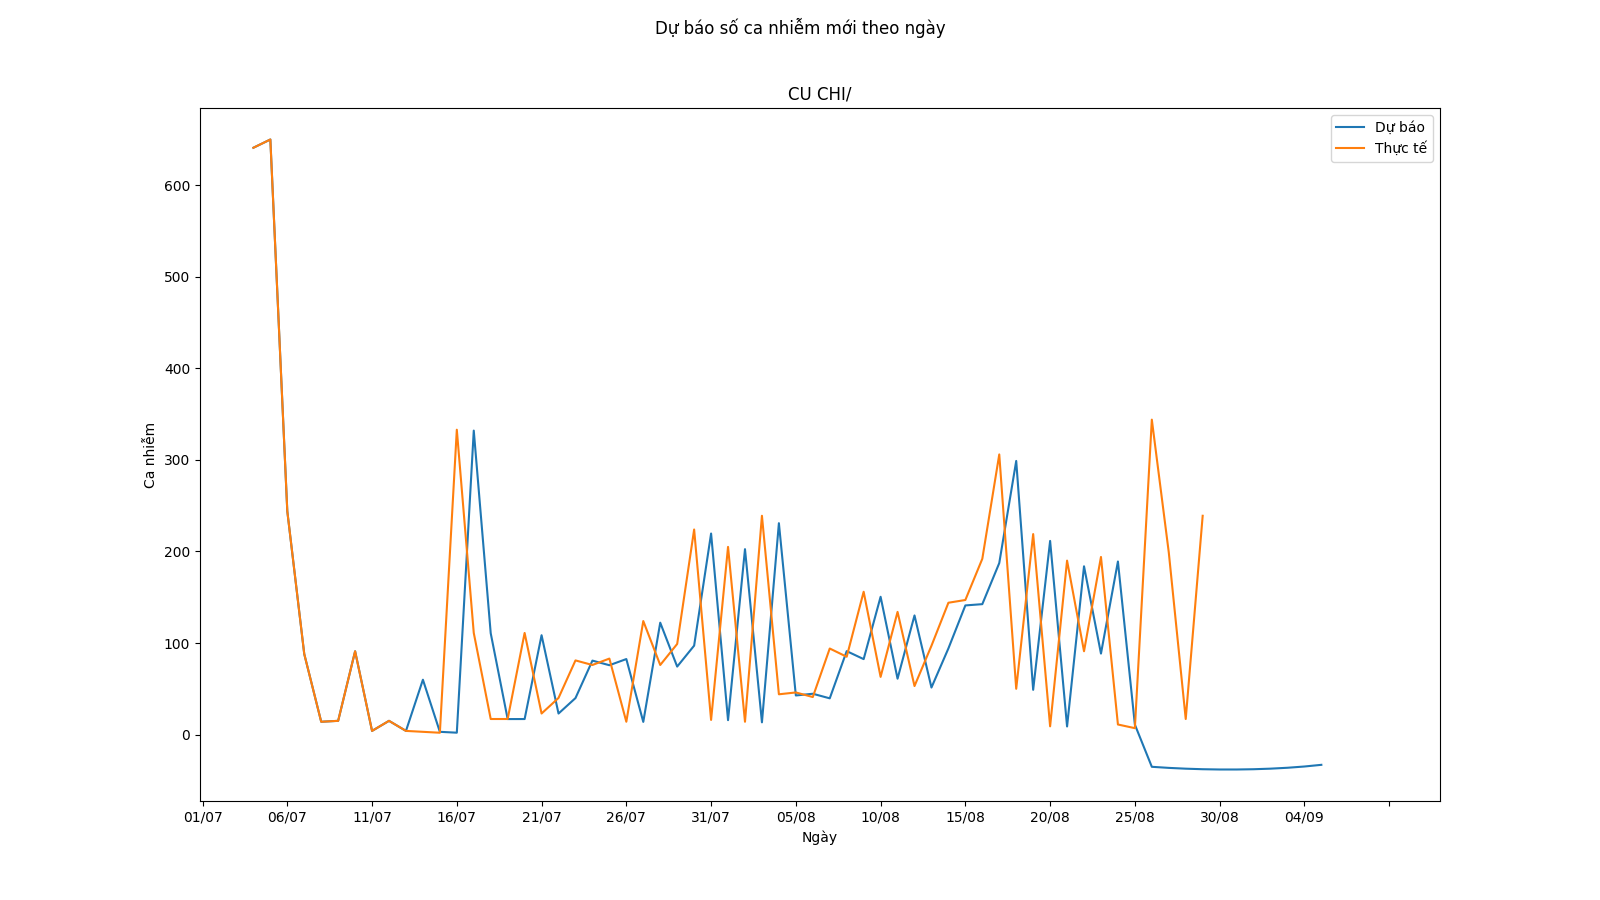 Dự báo số ca nhiễm mới theo ngày
CU CHI/
Dự báo
Thực tế
600
500
400
300
200
100
0
Ca nhiễm
01/07 06/07 11/07 16/07 21/07 26/07 31/07 05/08 10/08 15/08 20/08 25/08 30/08 04/09
Ngày